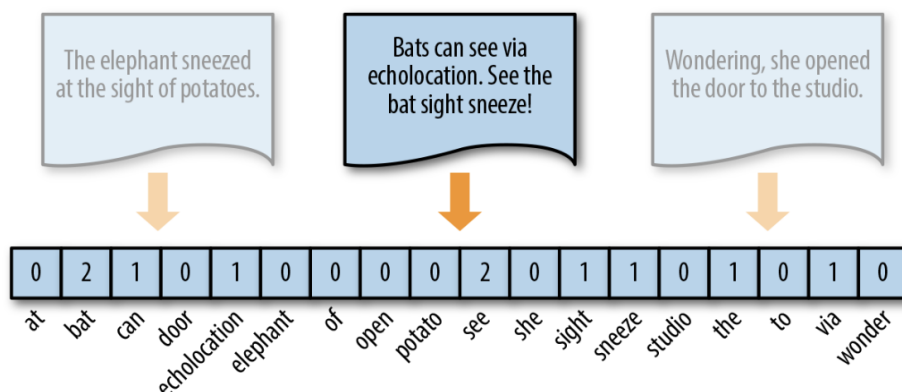 The elephant sneezed
at the sight of potatoes.
Bats can see via
echolocation. See the
bat sight sneeze!
Wondering, she opened
the door to the studio.
0 2 1 0 1 0 0 0 0 2 0 1 1 0 1 0 1 0
at bat can door echolocation elephant of open potato see she sight sneeze studio the to via wonder